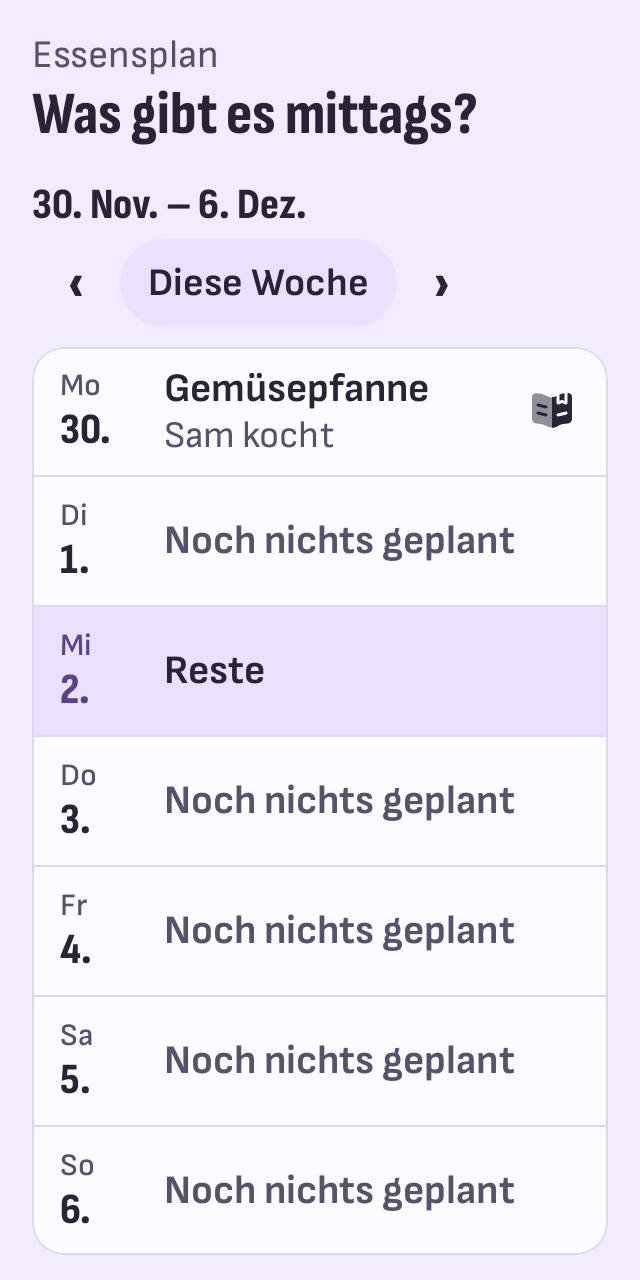 Essensplan
Was gibt es mittags?
30. Nov. – 6. Dez.
‹ Diese Woche ›
Mo
30.
Gemüsepfanne
Sam kocht
Di
1.
Noch nichts geplant
Mi
2.
Reste
Do
3.
Noch nichts geplant
Fr
4.
Noch nichts geplant
Sa
5.
Noch nichts geplant
So
6.
Noch nichts geplant